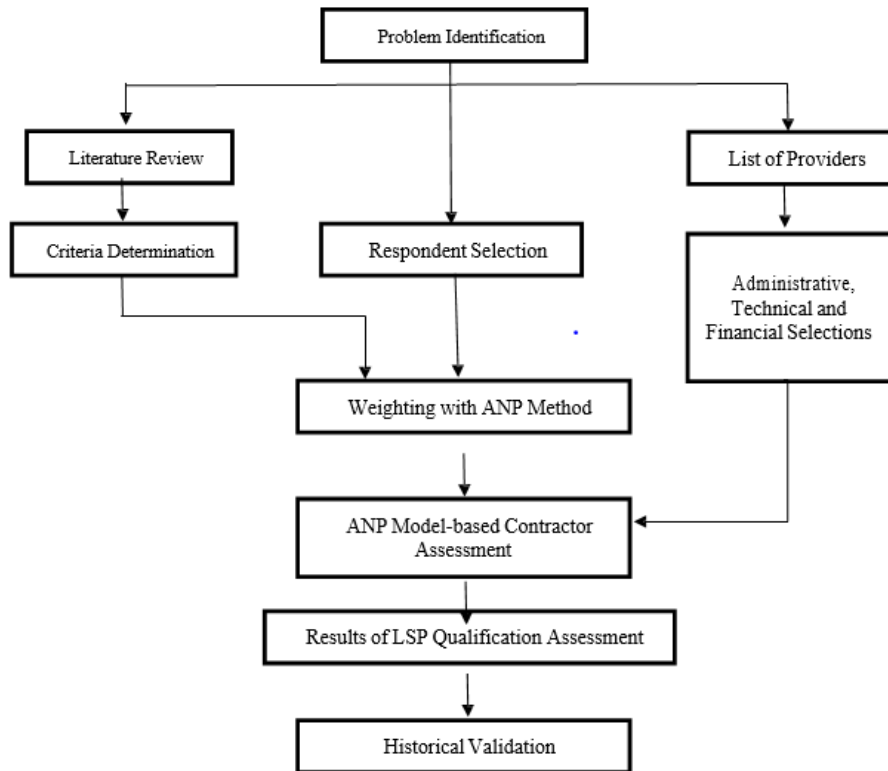 Problem Identification
Literature Review
List of Providers
Criteria Determination
Respondent Selection
Administrative,
Technical and
Financial Selections
Weighting with ANP Method
ANP Model-based Contractor
Assessment
Results of LSP Qualification Assessment
Historical Validation